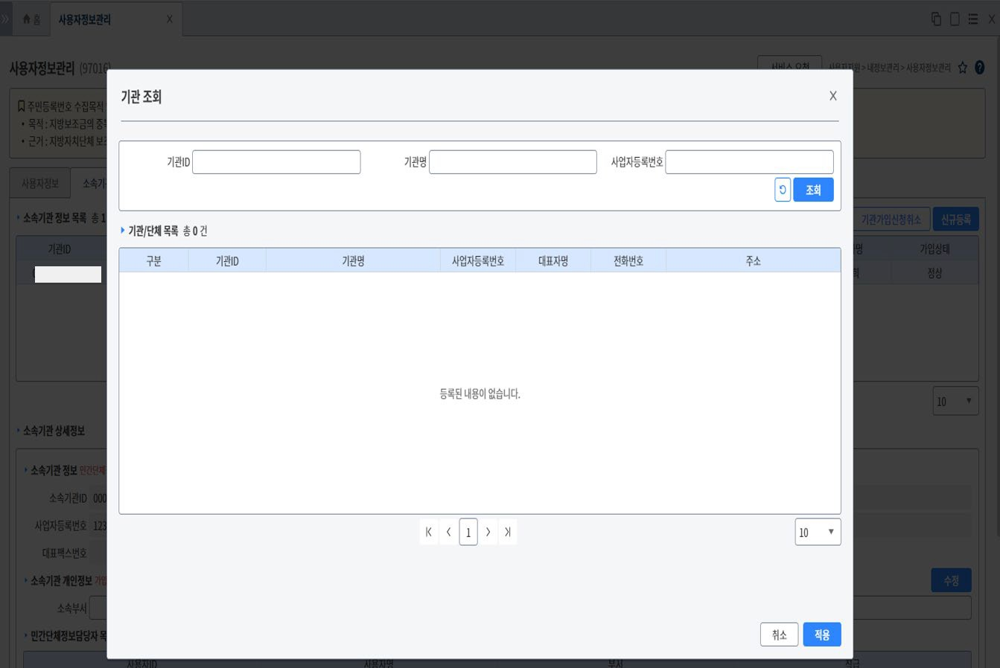 홈 사용자정보관리 X
사용자정보관리 (97016) 서비스 요청 사용자지원 > 내정보관리 > 사용자정보관리
기관 조회 X
주민등록번호 수집목적
• 목적 : 지방보조금의 중복
• 근거 : 지방자치단체 보조
기관ID 기관명 사업자등록번호
사용자정보 소속기관
조회
소속기관 정보 목록 총 1 기관가입신청취소 신규등록
기관/단체 목록 총 0 건
기관ID 명 가입상태
구분 기관ID 기관명 사업자등록번호 대표자명 전화번호 주소
정상
등록된 내용이 없습니다.
10
소속기관 상세정보
소속기관 정보 민간단체
소속기관ID 000
사업자등록번호 123
1 10
대표팩스번호
소속기관 개인정보 가입
수정
소속부서
민간단체정보담당자 목
취소 적용
사용자ID 사용자명 부서 직급